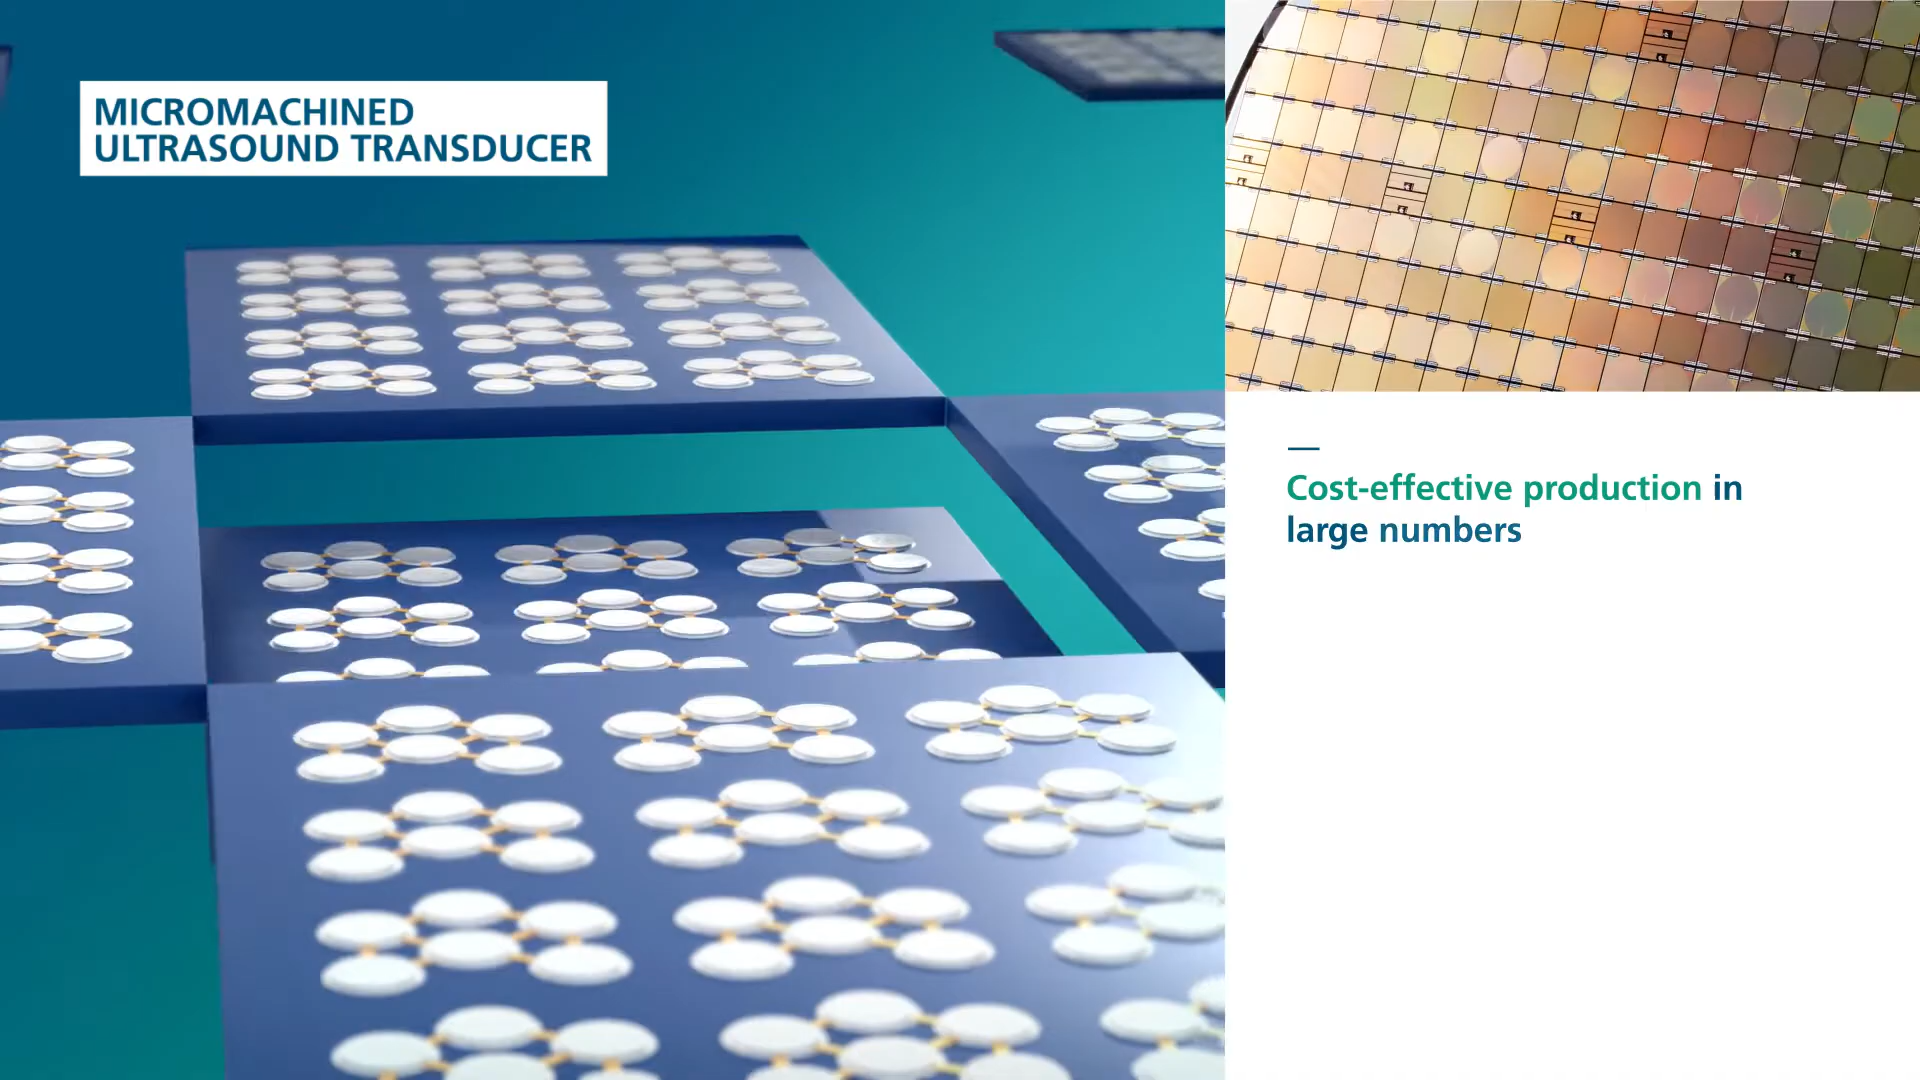 MICROMACHINED
ULTRASOUND TRANSDUCER
Cost-effective production in
large numbers